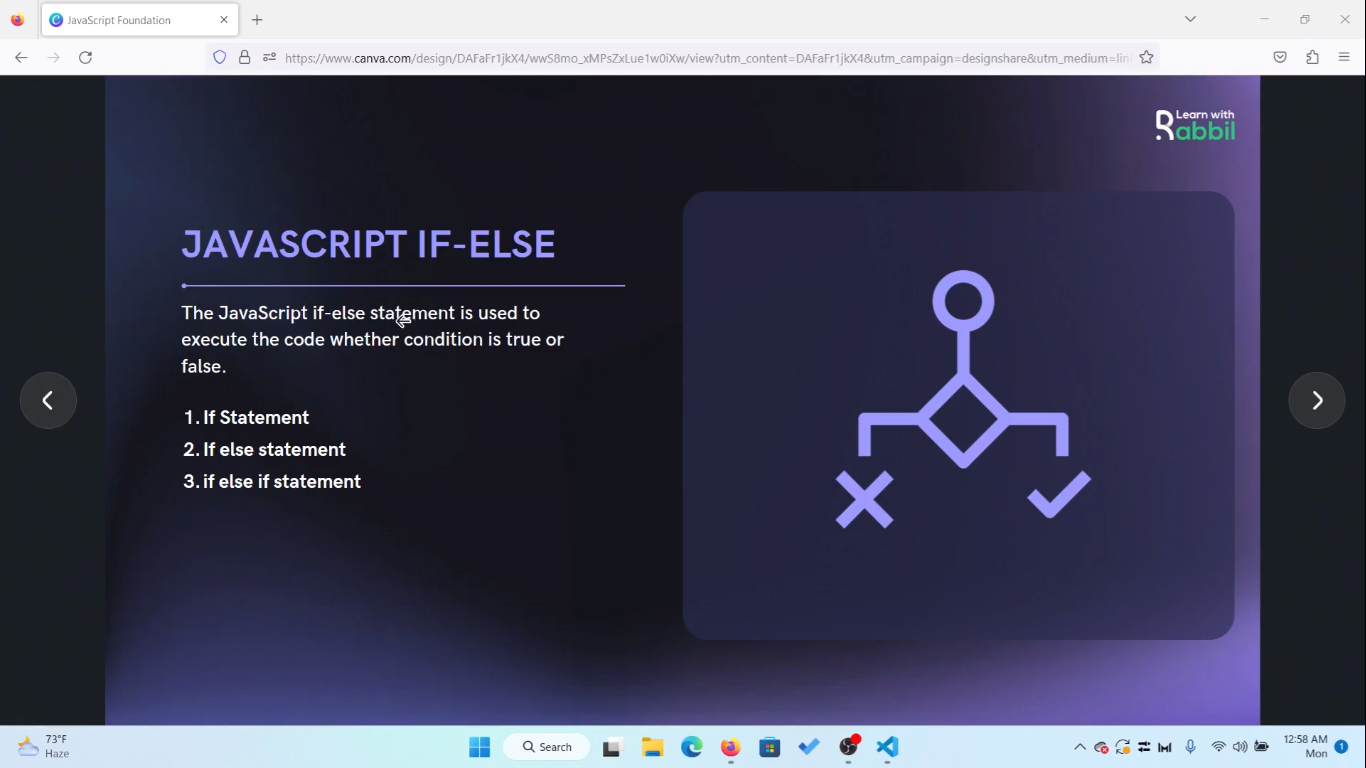 JavaScript Foundation
https://www.canva.com/design/DAFaFr1jkX4/wwS8mo_xMPsZxLue1w0iXw/view?utm_content=DAFaFr1jkX4&utm_campaign=designshare&utm_medium=lin
Learn with
Rabbil
JAVASCRIPT IF-ELSE
The JavaScript if-else statement is used to
execute the code whether condition is true or
false.
1. If Statement
2. If else statement
3. if else if statement
73°F
Haze
Search
12:58 AM
Mon
1